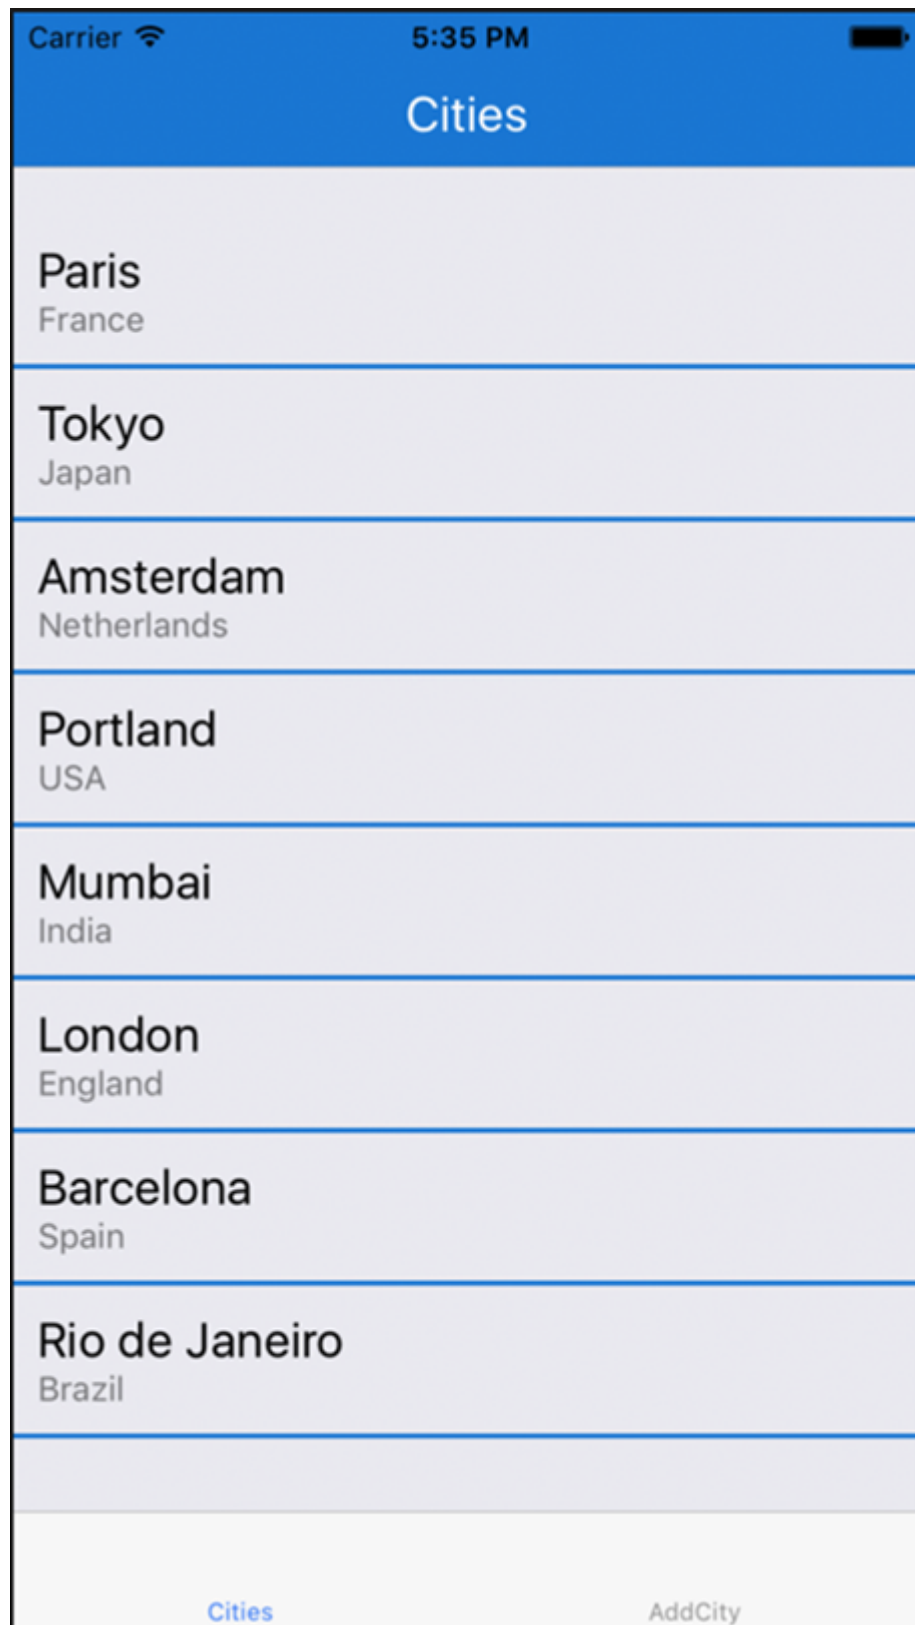 Carrier 5:35 PM
Cities
Paris
France
Tokyo
Japan
Amsterdam
Netherlands
Portland
USA
Mumbai
India
London
England
Barcelona
Spain
Rio de Janeiro
Brazil
Cities AddCity